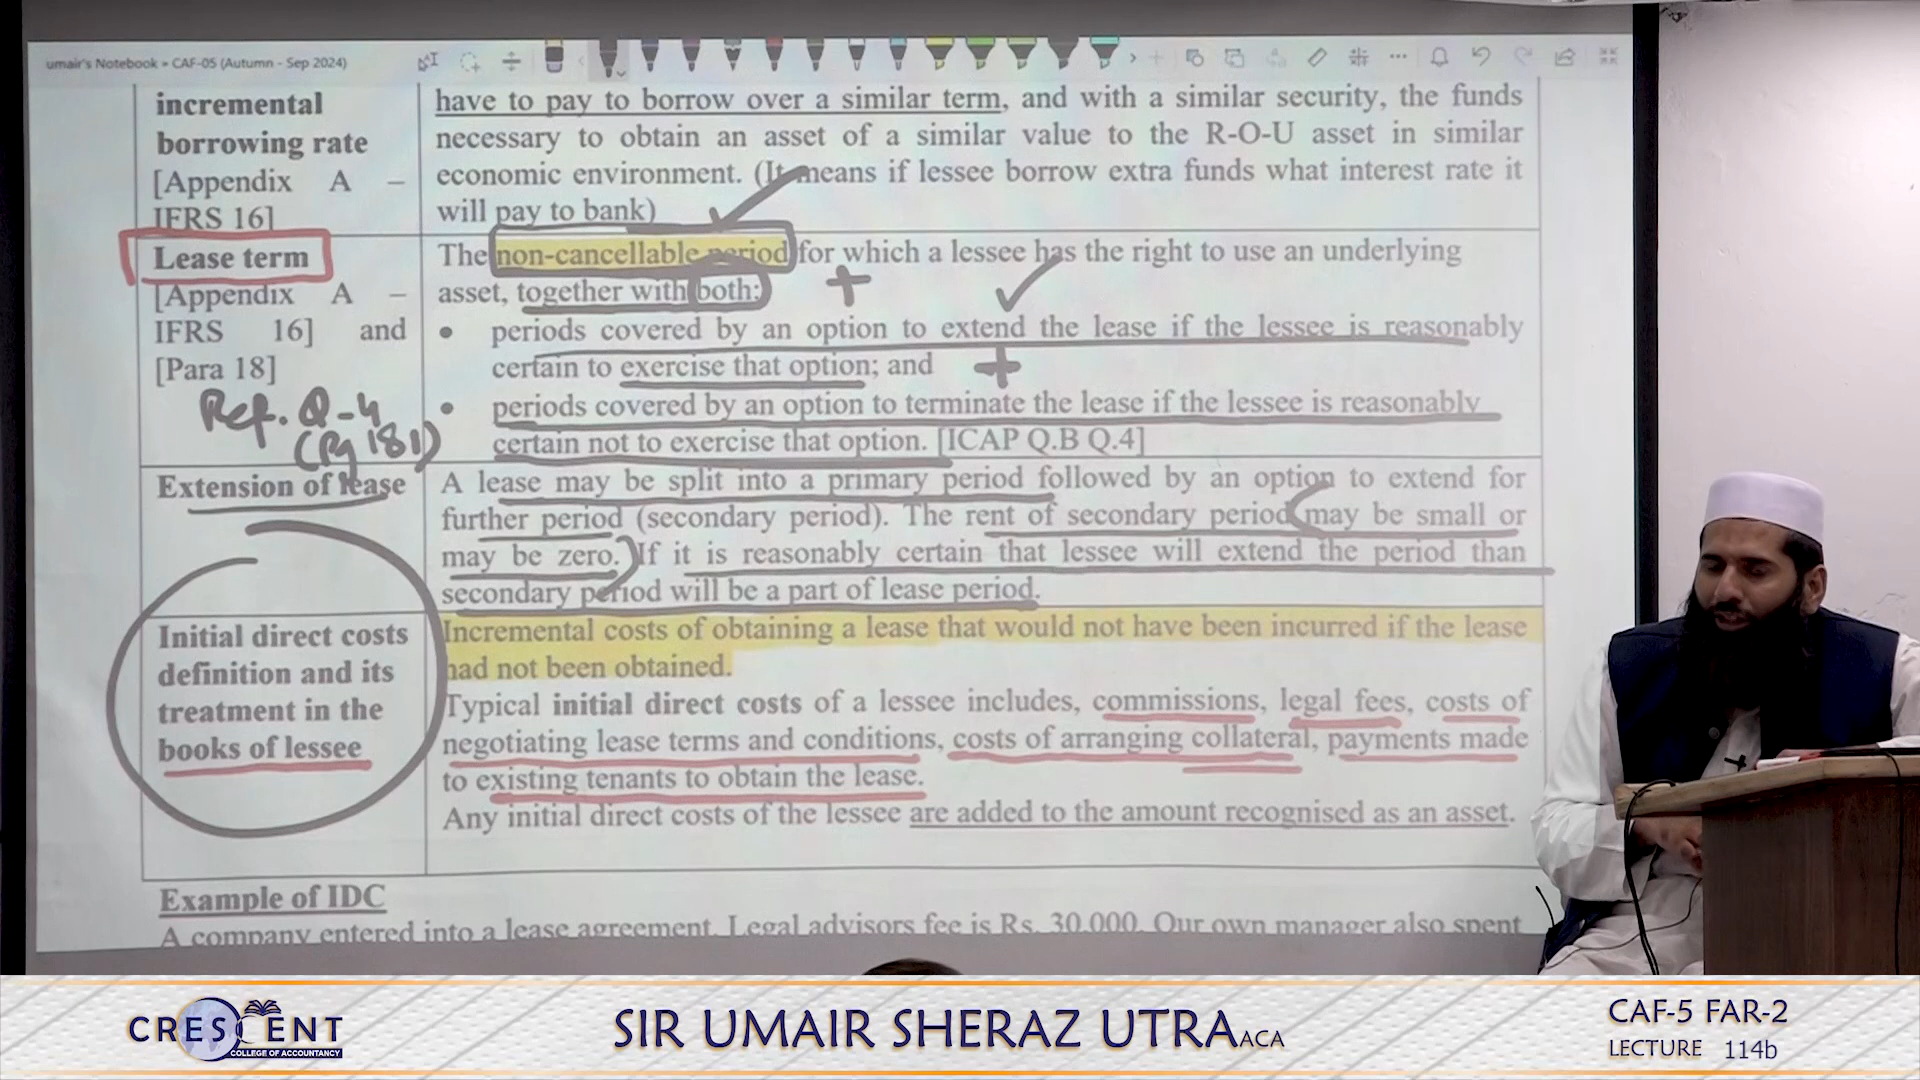 umair's Notebook » CAF-05 (Autumn - Sep 2024)
incremental
borrowing rate
[Appendix A –
IFRS 16]
have to pay to borrow over a similar term, and with a similar security, the funds
necessary to obtain an asset of a similar value to the R-O-U asset in similar
economic environment. (It means if lessee borrow extra funds what interest rate it
will pay to bank)
Lease term
[Appendix A –
IFRS 16] and
[Para 18]
Ref. Q-4
(Pg 181)
The non-cancellable period for which a lessee has the right to use an underlying
asset, together with both:
+
• periods covered by an option to extend the lease if the lessee is reasonably
certain to exercise that option; and
+
• periods covered by an option to terminate the lease if the lessee is reasonably
certain not to exercise that option. [ICAP Q.B Q.4]
Extension of lease
A lease may be split into a primary period followed by an option to extend for
further period (secondary period). The rent of secondary period may be small or
may be zero. If it is reasonably certain that lessee will extend the period than
secondary period will be a part of lease period.
Initial direct costs
definition and its
treatment in the
books of lessee
Incremental costs of obtaining a lease that would not have been incurred if the lease
had not been obtained.
Typical initial direct costs of a lessee includes, commissions, legal fees, costs of
negotiating lease terms and conditions, costs of arranging collateral, payments made
to existing tenants to obtain the lease.
Any initial direct costs of the lessee are added to the amount recognised as an asset.
Example of IDC
A company entered into a lease agreement. Legal advisors fee is Rs. 30,000. Our own manager also spent
CRESCENT
COLLEGE OF ACCOUNTANCY
SIR UMAIR SHERAZ UTRA ACA
CAF-5 FAR-2
LECTURE 114b